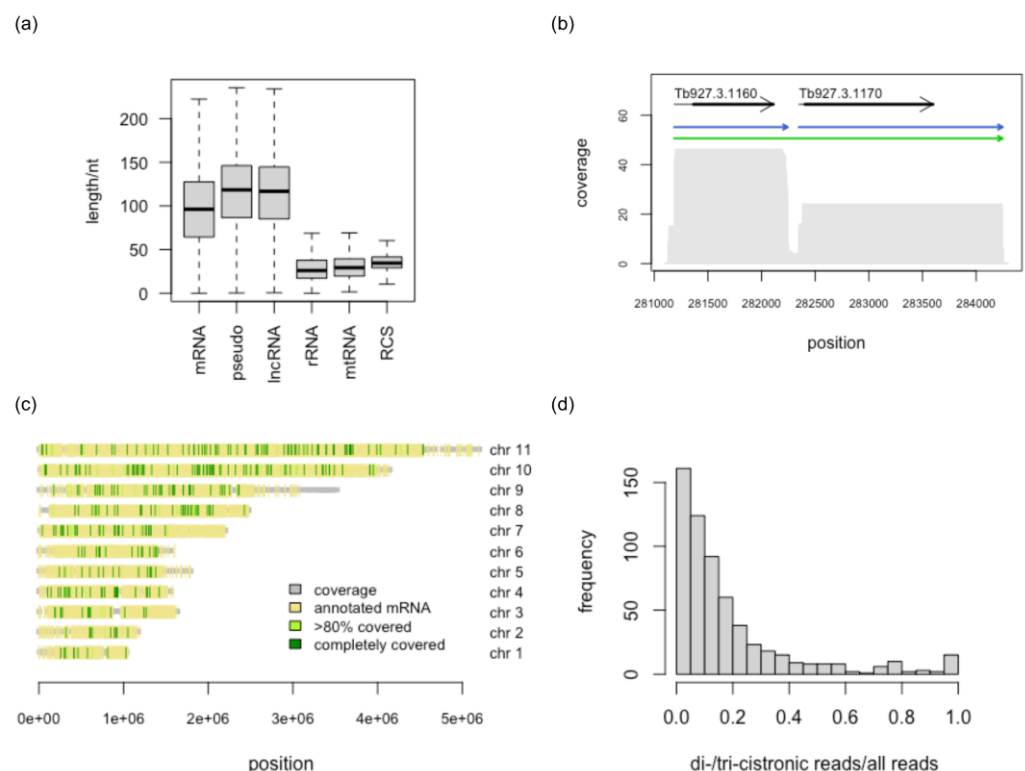 (a)
length/nt
200
150
100
50
0
mRNA
pseudo
lncRNA
rRNA
mtRNA
RCS
(b)
Tb927.3.1160 Tb927.3.1170
coverage
60
40
20
0
281000 281500 282000 282500 283000 283500 284000
position
(c)
chr 11
chr 10
chr 9
chr 8
chr 7
chr 6
chr 5
chr 4
chr 3
chr 2
chr 1
coverage
annotated mRNA
>80% covered
completely covered
0e+00 1e+06 2e+06 3e+06 4e+06 5e+06
position
(d)
frequency
150
100
50
0
0.0 0.2 0.4 0.6 0.8 1.0
di-/tri-cistronic reads/all reads